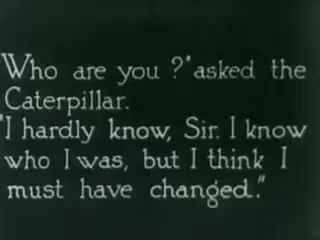 Who are you ?" asked the
Caterpillar.
"I hardly know, Sir. I know
who I was, but I think I
must have changed."